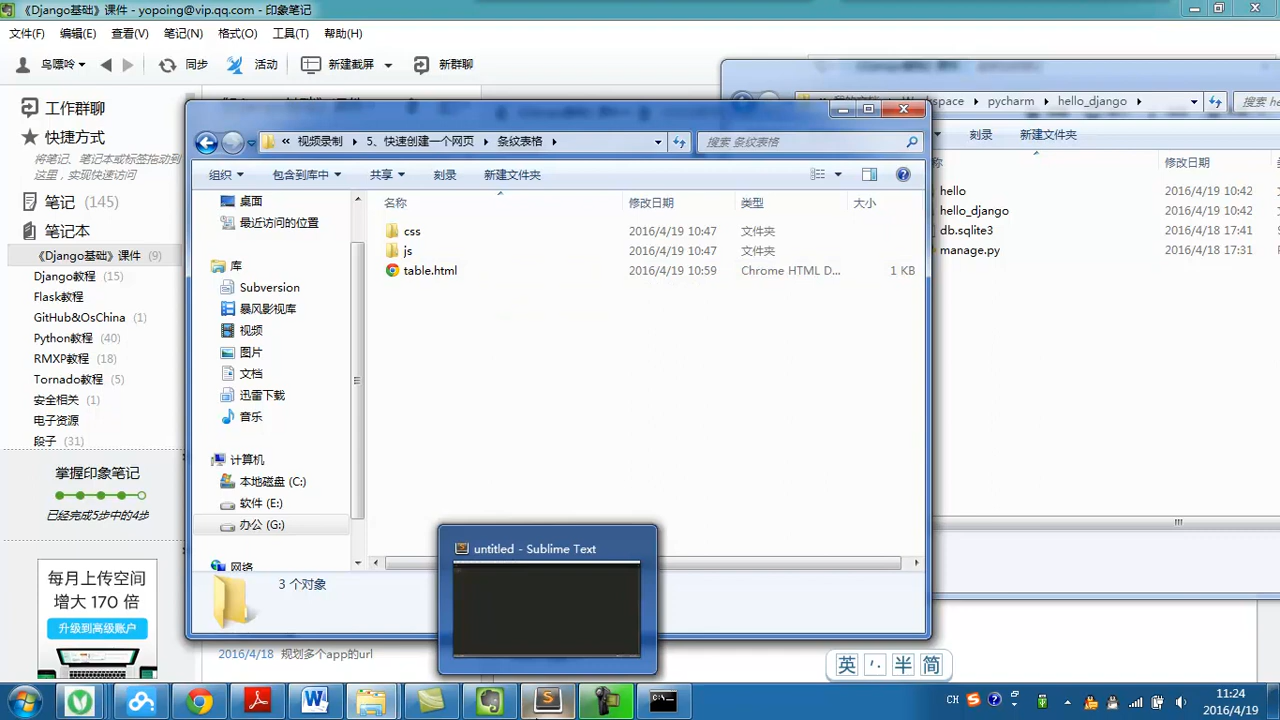 《Django基础》课件 - yopoing@vip.qq.com - 印象笔记
文件(F) 编辑(E) 查看(V) 笔记(N) 格式(O) 工具(T) 帮助(H)
鸟嘌呤 同步 活动 新建截屏 新群聊
工作群聊
快捷方式
将笔记、笔记本或标签拖动到
这里，实现快速访问
笔记 (145)
笔记本
《Django基础》课件 (9)
Django教程 (15)
Flask教程
GitHub&OsChina (1)
Python教程 (40)
RMXP教程 (18)
Tornado教程 (5)
安全相关 (1)
电子资源
段子 (31)
掌握印象笔记
已经完成5步中的4步
每月上传空间
增大 170 倍
升级到高级账户
视频录制 5、快速创建一个网页 条纹表格
搜索 条纹表格
组织 包含到库中 共享 刻录 新建文件夹
桌面
最近访问的位置
库
Subversion
暴风影视库
视频
图片
文档
迅雷下载
音乐
计算机
本地磁盘 (C:)
软件 (E:)
办公 (G:)
网络
名称 修改日期 类型 大小
css 2016/4/19 10:47 文件夹
js 2016/4/19 10:47 文件夹
table.html 2016/4/19 10:59 Chrome HTML D... 1 KB
3 个对象
pycharm hello_django 搜索 he
刻录 新建文件夹
称 修改日期
hello 2016/4/19 10:42
hello_django 2016/4/19 10:42
db.sqlite3 2016/4/18 17:41
manage.py 2016/4/18 17:31
untitled - Sublime Text
2016/4/18 规划多个app的url
英 半 简
CH
11:24
2016/4/19